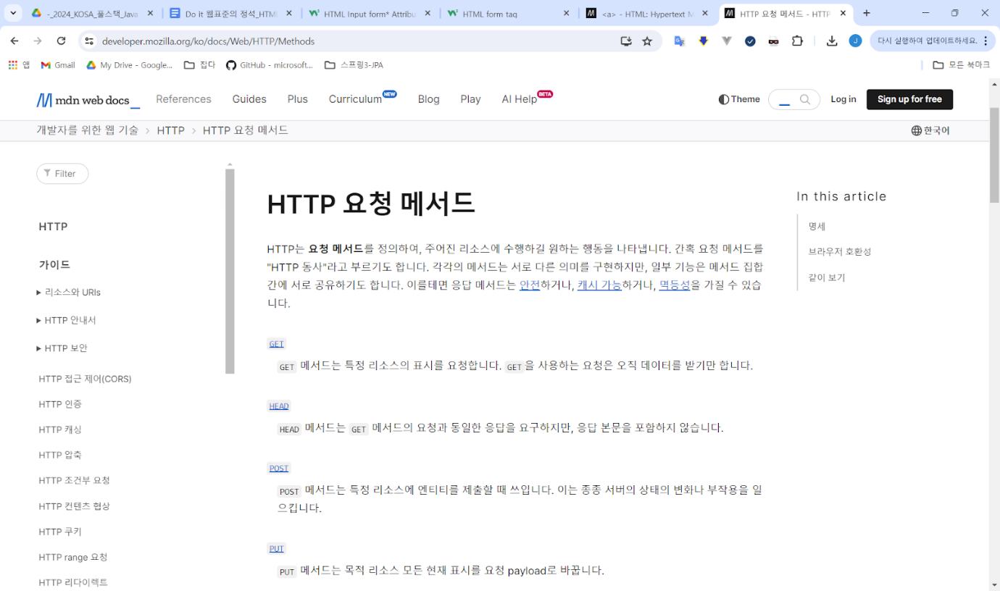 -_2024_KOSA_풀스택_Java
Do it 웹표준의 정석_HTML
HTML Input form* Attribu
HTML form tag
<a> - HTML: Hypertext M
HTTP 요청 메서드 - HTTP
developer.mozilla.org/ko/docs/Web/HTTP/Methods
J
다시 실행하여 업데이트하세요.
앱
Gmail
My Drive - Google...
잡다
GitHub - microsoft...
스프링3-JPA
모든 북마크
mdn web docs_
References
Guides
Plus
Curriculum NEW
Blog
Play
AI Help BETA
Theme
Log in
Sign up for free
개발자를 위한 웹 기술 > HTTP > HTTP 요청 메서드
한국어
Filter
HTTP
가이드
리소스와 URIs
HTTP 안내서
HTTP 보안
HTTP 접근 제어(CORS)
HTTP 인증
HTTP 캐싱
HTTP 압축
HTTP 조건부 요청
HTTP 컨텐츠 협상
HTTP 쿠키
HTTP range 요청
HTTP 리다이렉트
HTTP 요청 메서드
HTTP는 요청 메서드를 정의하여, 주어진 리소스에 수행하길 원하는 행동을 나타냅니다. 간혹 요청 메서드를
"HTTP 동사"라고 부르기도 합니다. 각각의 메서드는 서로 다른 의미를 구현하지만, 일부 기능은 메서드 집합
간에 서로 공유하기도 합니다. 이를테면 응답 메서드는 안전하거나, 캐시 가능하거나, 멱등성을 가질 수 있습
니다.
GET
GET 메서드는 특정 리소스의 표시를 요청합니다. GET을 사용하는 요청은 오직 데이터를 받기만 합니다.
HEAD
HEAD 메서드는 GET 메서드의 요청과 동일한 응답을 요구하지만, 응답 본문을 포함하지 않습니다.
POST
POST 메서드는 특정 리소스에 엔티티를 제출할 때 쓰입니다. 이는 종종 서버의 상태의 변화나 부작용을 일
으킵니다.
PUT
PUT 메서드는 목적 리소스 모든 현재 표시를 요청 payload로 바꿉니다.
In this article
명세
브라우저 호환성
같이 보기